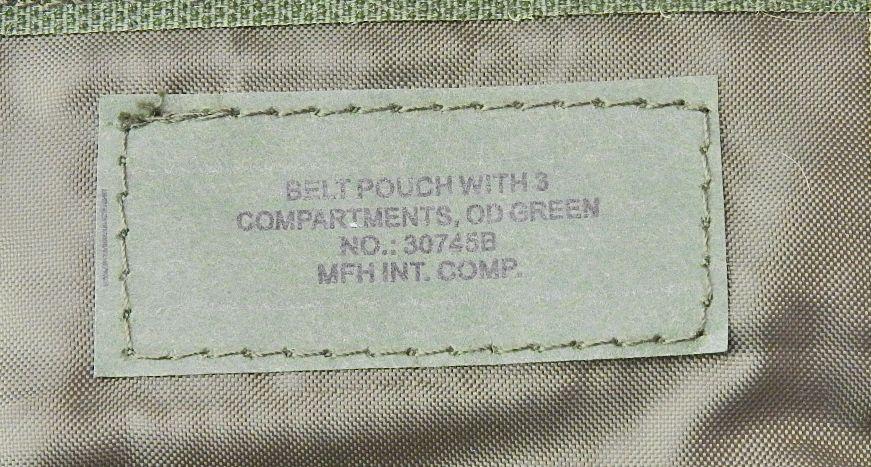 BELT POUCH WITH 3
COMPARTMENTS, OD GREEN
NO.: 30745B
MFH INT. COMP.